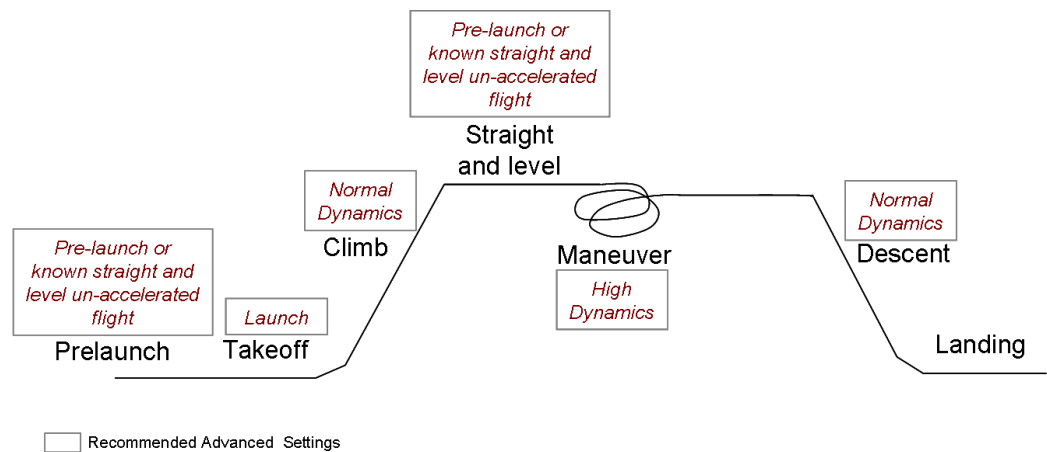 Pre-launch or
known straight and
level un-accelerated
flight
Straight
and level
Normal
Dynamics
Climb
Pre-launch or
known straight and
level un-accelerated
flight
Prelaunch
Launch
Takeoff
Maneuver
High
Dynamics
Normal
Dynamics
Descent
Landing
Recommended Advanced Settings